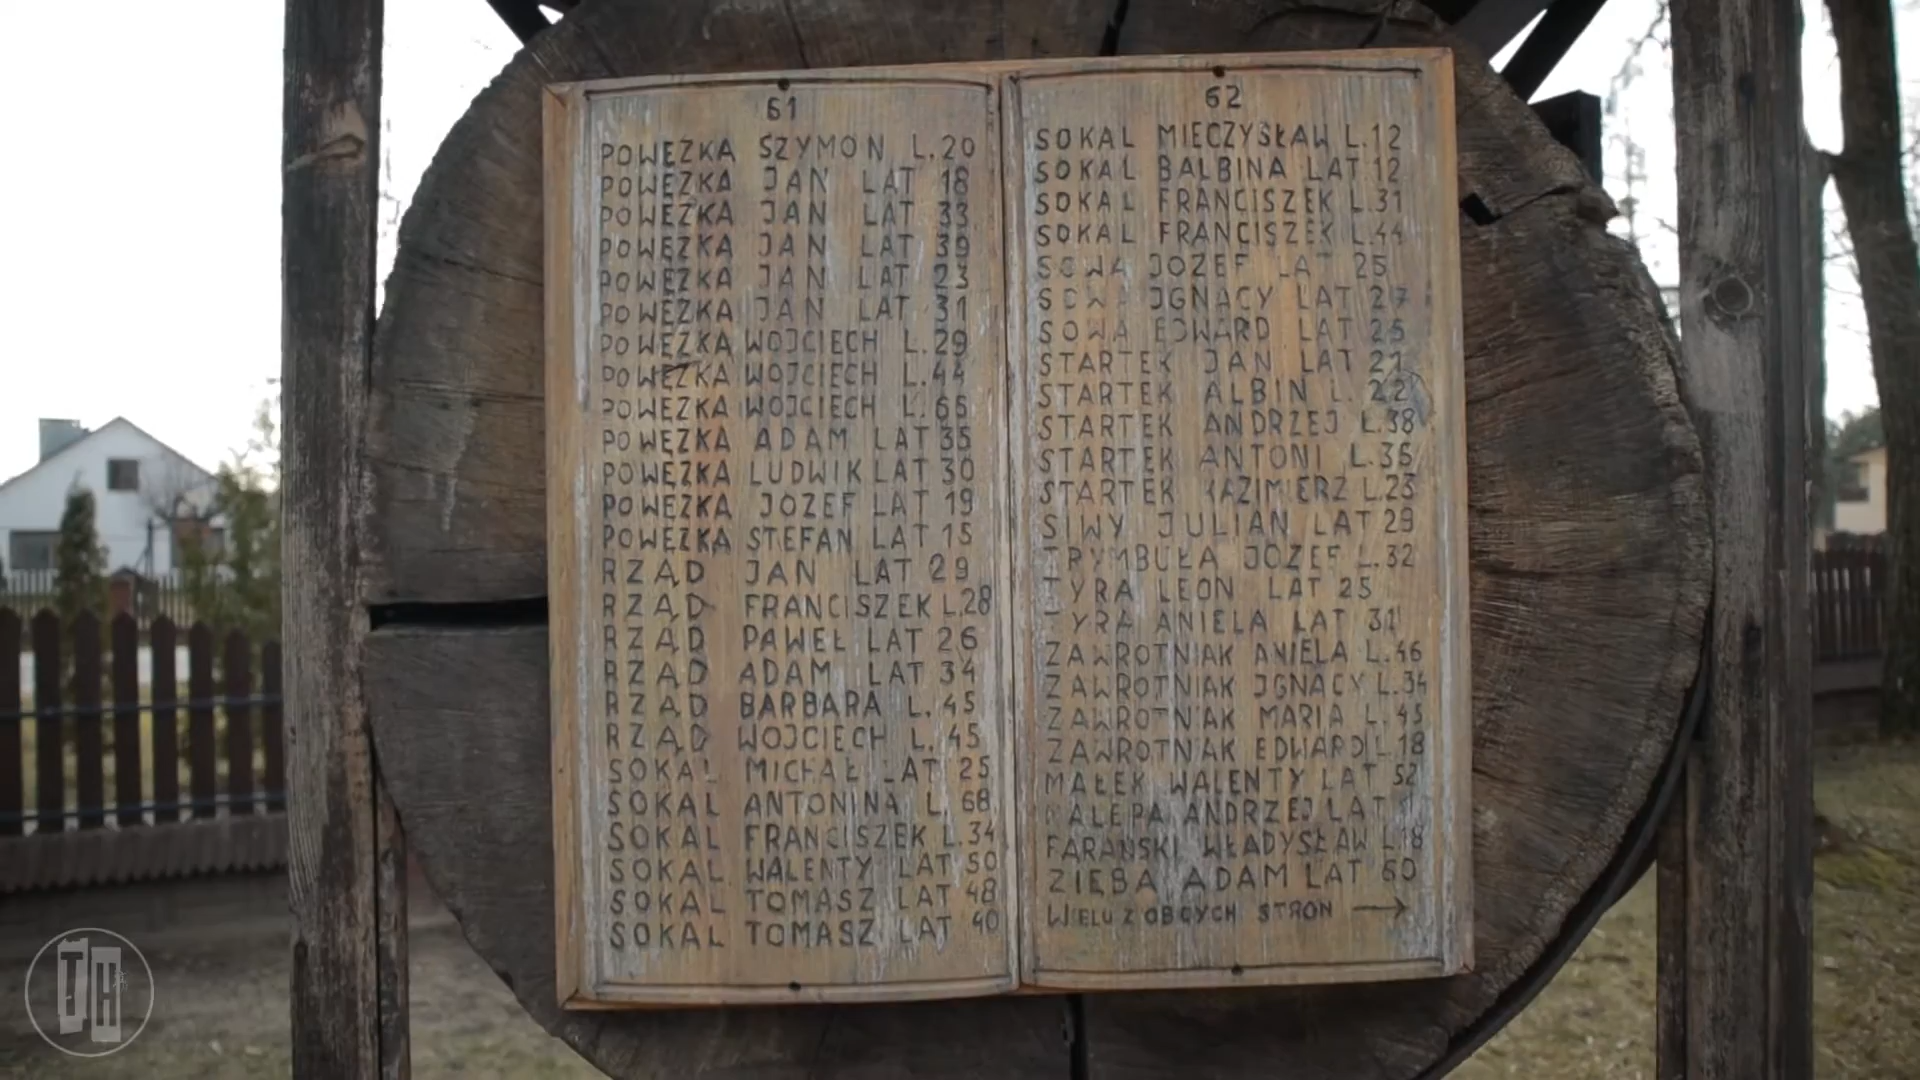 61
POWĘZKA SZYMON L.20
POWĘZKA JAN LAT 18
POWĘZKA JAN LAT 33
POWĘZKA JAN LAT 39
POWĘZKA JAN LAT 23
POWĘZKA JAN LAT 31
POWĘZKA WOJCIECH L.29
POWĘZKA WOJCIECH L.44
POWĘZKA WOJCIECH L.65
POWĘZKA ADAM LAT 35
POWĘZKA LUDWIK LAT 30
POWĘZKA JÓZEF LAT 19
POWĘZKA STEFAN LAT 15
RZĄD JAN LAT 29
RZĄD FRANCISZEK L.28
RZĄD PAWEŁ LAT 26
RZĄD ADAM LAT 34
RZĄD BARBARA L.45
RZĄD WOJCIECH L.45
SOKAL MICHAŁ LAT 25
SOKAL ANTONINA L.68
SOKAL FRANCISZEK L.34
SOKAL WALENTY LAT 50
SOKAL TOMASZ LAT 48
SOKAL TOMASZ LAT 40
62
SOKAL MIECZYSŁAW L.12
SOKAL BALBINA LAT 12
SOKAL FRANCISZEK L.31
SOKAL FRANCISZEK L.44
SOWA JÓZEF LAT 25
SOWA JGNACY LAT 27
SOWA EDWARD LAT
STARTEK JAN LAT 21
STARTEK ALBIN L.22
STARTEK ANDRZEJ L.38
STARTEK ANTONI L.36
STARTEK KAZIMIERZ L.23
SIWY JULIAN LAT 29
TRYMBUŁA JÓZEF L.32
TYRA LEON LAT 25
TYRA ANIELA LAT 31
ZAWROTNIAK ANIELA L.46
ZAWROTNIAK JGNACY L.34
ZAWROTNIAK MARIA L.45
ZAWROTNIAK EDWARD L.18
MAŁEK WALENTY LAT 52
MALEPA ANDRZEJ LAT
FARAŃSKI WŁADYSŁAW L.18
ZIĘBA ADAM LAT 60
WIELU Z OBCYCH STRON →
TH